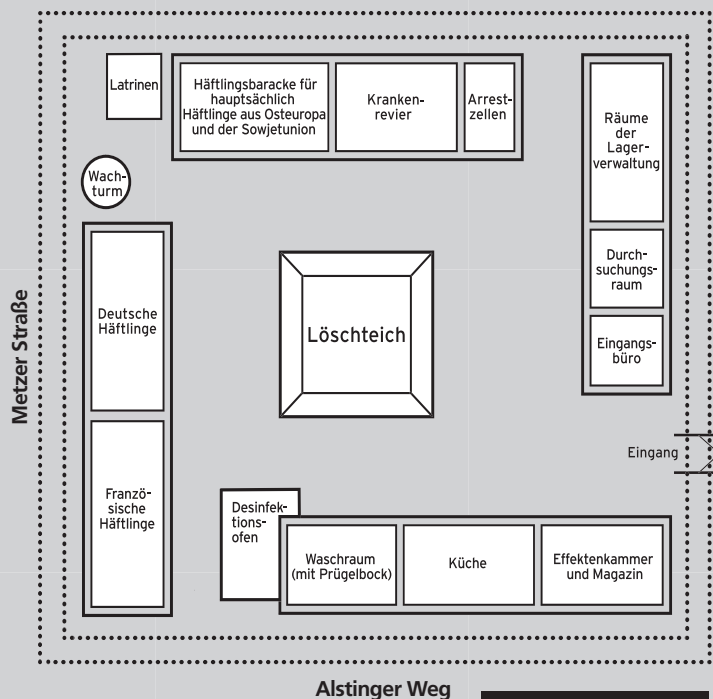 Latrinen
Häftlingsbaracke für
hauptsächlich
Häftlinge aus Osteuropa
und der Sowjetunion
Kranken-
revier
Arrest-
zellen
Räume
der
Lager-
verwaltung
Wach-
turm
Durch-
suchungs-
raum
Deutsche
Häftlinge
Löschteich
Eingangs-
büro
Metzer Straße
Eingang
Franzö-
sische
Häftlinge
Desinfek-
tions-
ofen
Waschraum
(mit Prügelbock)
Küche
Effektenkammer
und Magazin
Alstinger Weg